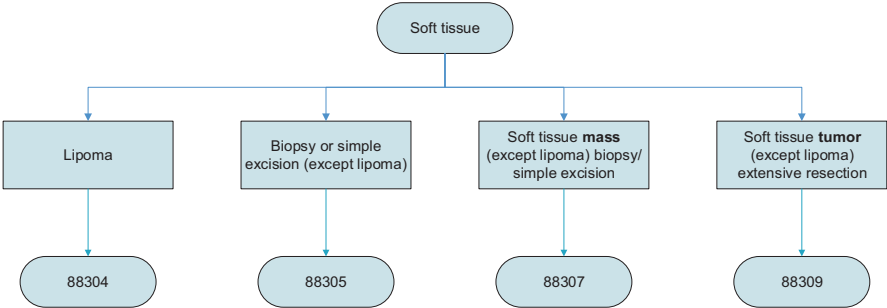 Soft tissue
Lipoma
Biopsy or simple
excision (except lipoma)
Soft tissue mass
(except lipoma) biopsy/
simple excision
Soft tissue tumor
(except lipoma)
extensive resection
88304
88305
88307
88309